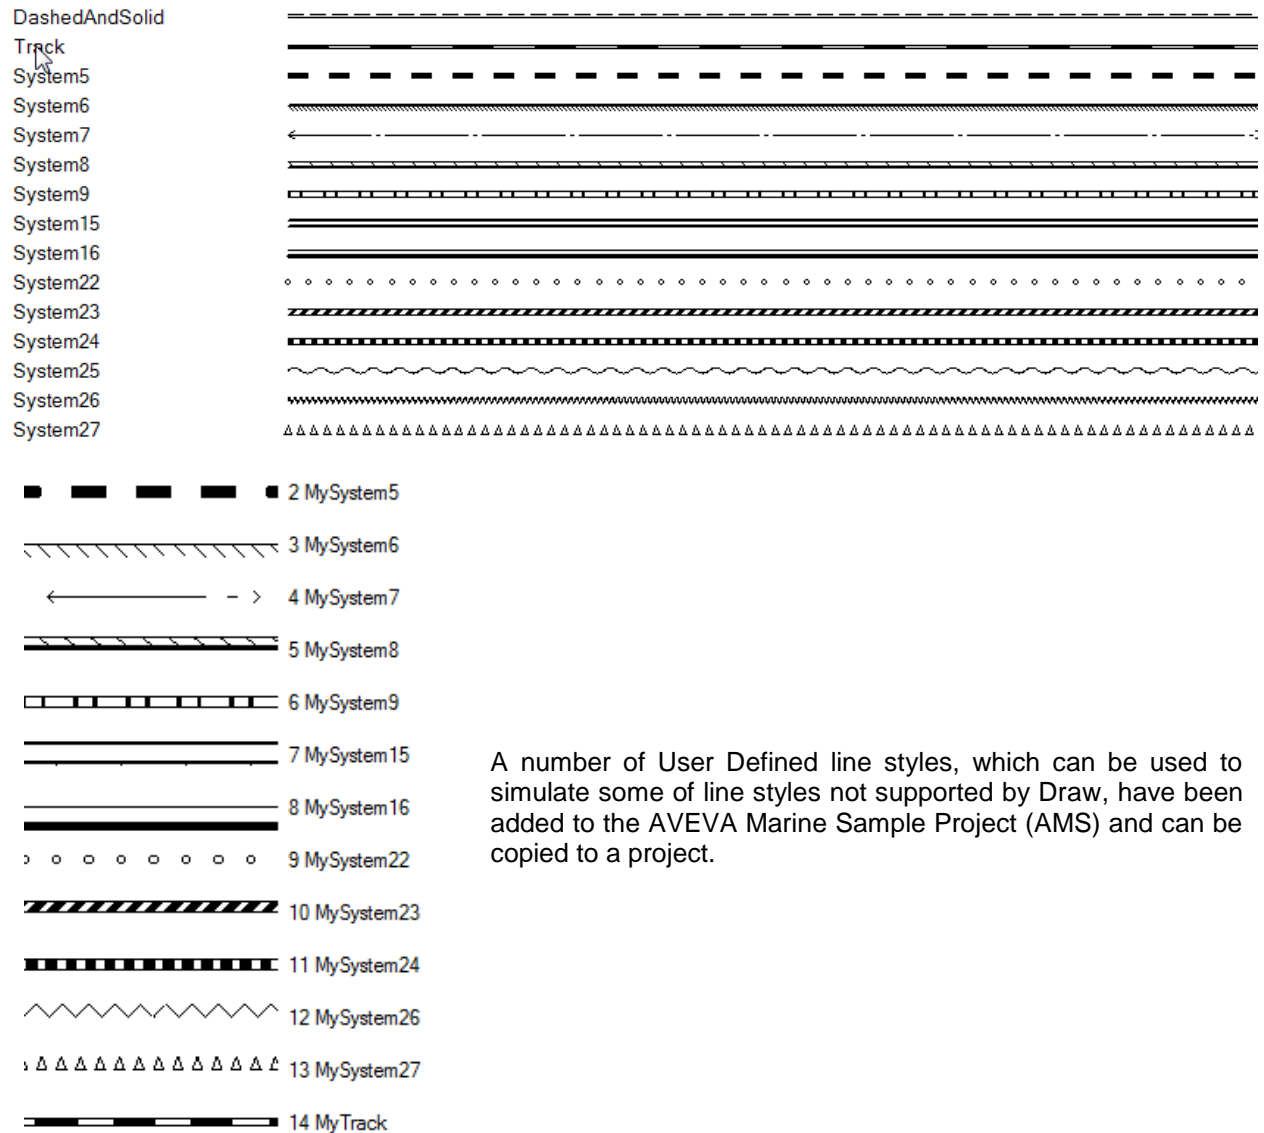 DashedAndSolid
Track
System5
System6
System7
System8
System9
System15
System16
System22
System23
System24
System25
System26
System27
2 MySystem5
3 MySystem6
4 MySystem7
5 MySystem8
6 MySystem9
7 MySystem15
8 MySystem16
9 MySystem22
10 MySystem23
11 MySystem24
12 MySystem26
13 MySystem27
14 MyTrack
A number of User Defined line styles, which can be used to
simulate some of line styles not supported by Draw, have been
added to the AVEVA Marine Sample Project (AMS) and can be
copied to a project.